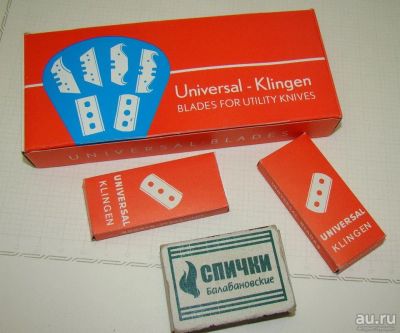 Universal - Klingen
BLADES FOR UTILITY KNIVES
UNIVERSAL-BLADES
UNIVERSAL
KLINGEN
UNIVERSAL
KLINGEN
СПИЧКИ
Балабановские
au.ru